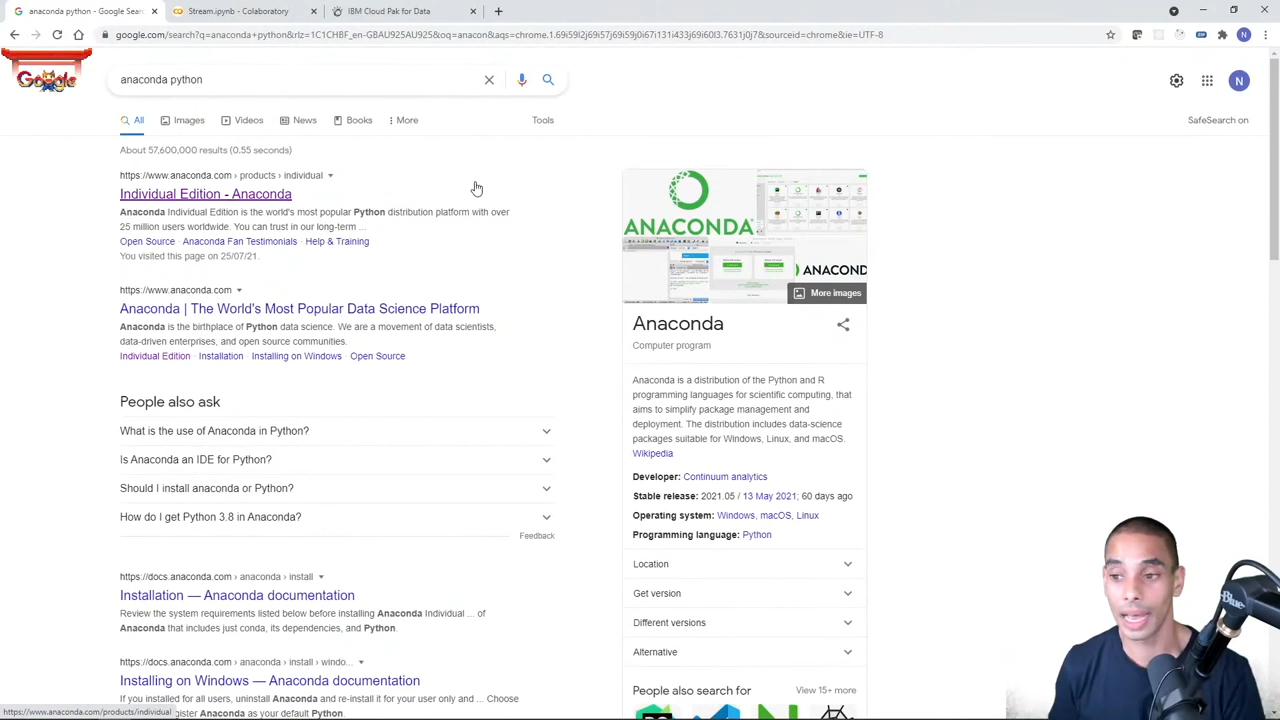 anaconda python - Google Sear
Stream.ipynb - Colaboratory
IBM Cloud Pak for Data
google.com/search?q=anaconda+python&rlz=1C1CHBF_en-GBAU925AU925&oq=anacon&aqs=chrome.1.69i59l2j69i57j69i59j0i67i131i433j69i60l3.7631j0j7&sourceid=chrome&ie=UTF-8
N
Google
anaconda python
N
All
Images
Videos
News
Books
More
Tools
SafeSearch on
About 57,600,000 results (0.55 seconds)
https://www.anaconda.com › products › individual
Individual Edition - Anaconda
Anaconda Individual Edition is the world's most popular Python distribution platform with over
25 million users worldwide. You can trust in our long-term ...
Open Source · Anaconda Fan Testimonials · Help & Training
You visited this page on
https://www.anaconda.com
Anaconda | The World's Most Popular Data Science Platform
Anaconda is the birthplace of Python data science. We are a movement of data scientists,
data-driven enterprises, and open source communities.
Individual Edition · Installation · Installing on Windows · Open Source
People also ask
What is the use of Anaconda in Python?
Is Anaconda an IDE for Python?
Should I install anaconda or Python?
How do I get Python 3.8 in Anaconda?
Feedback
https://docs.anaconda.com › anaconda › install
Installation — Anaconda documentation
Review the system requirements listed below before installing Anaconda Individual ... of
Anaconda that includes just conda, its dependencies, and Python.
https://docs.anaconda.com › anaconda › install › windo...
Installing on Windows — Anaconda documentation
If you installed for all users, uninstall Anaconda and re-install it for your user only and ... Choose
gister Anaconda as your default Python.
https://www.anaconda.com/products/individual
ANACONDA
ANACON
More images
Anaconda
Computer program
Anaconda is a distribution of the Python and R
programming languages for scientific computing, that
aims to simplify package management and
deployment. The distribution includes data-science
packages suitable for Windows, Linux, and macOS.
Wikipedia
Developer: Continuum analytics
Stable release: 2021.05 / 13 May 2021; 60 days ago
Operating system: Windows, macOS, Linux
Programming language: Python
Location
Get version
Different versions
Alternative
People also search for
View 15+ more
Blue